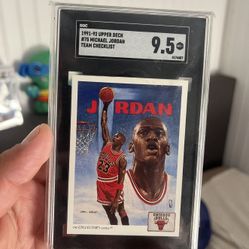 SGC
1991-92 UPPER DECK
#75 MICHAEL JORDAN
TEAM CHECKLIST
9.5
JORDAN
23
CHICAGO
BULLS